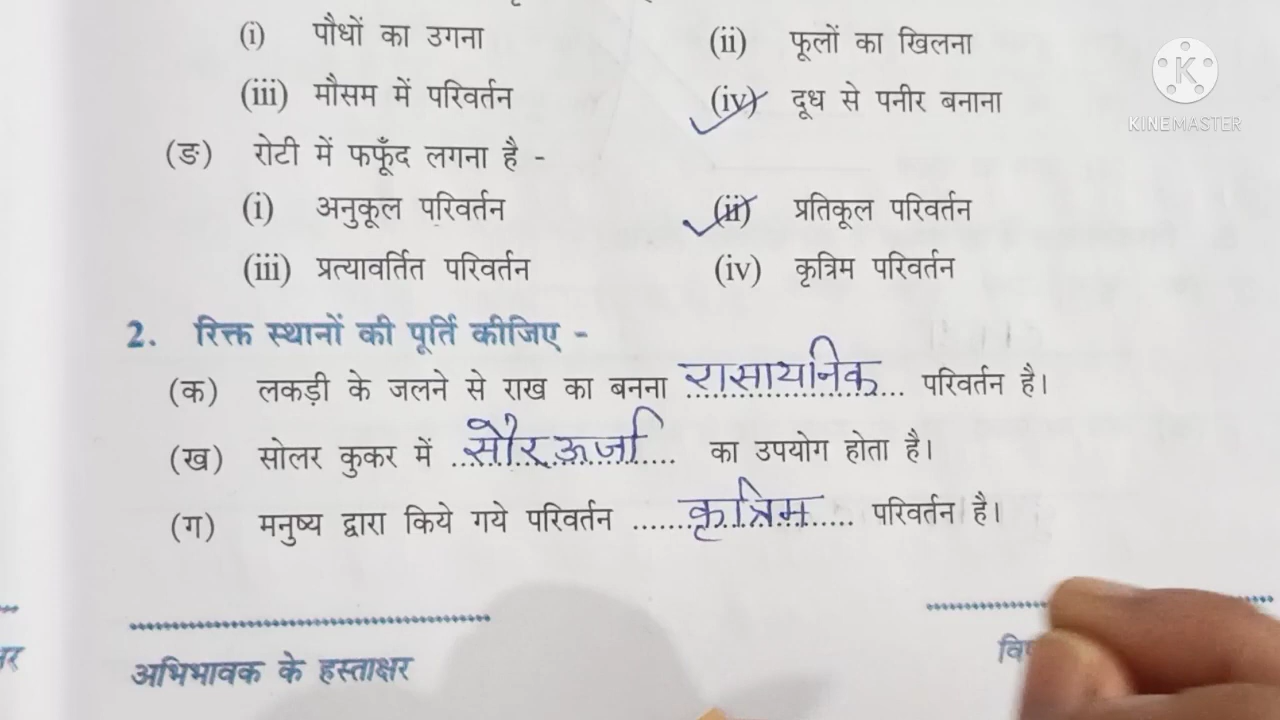 (i) पौधों का उगना (ii) फूलों का खिलना
(iii) मौसम में परिवर्तन (iv) दूध से पनीर बनाना
KINEMASTER
(ङ) रोटी में फफूँद लगना है -
(i) अनुकूल परिवर्तन (ii) प्रतिकूल परिवर्तन
(iii) प्रत्यावर्तित परिवर्तन (iv) कृत्रिम परिवर्तन
2. रिक्त स्थानों की पूर्ति कीजिए -
(क) लकड़ी के जलने से राख का बनना रासायनिक परिवर्तन है।
(ख) सोलर कुकर में सौर ऊर्जा का उपयोग होता है।
(ग) मनुष्य द्वारा किये गये परिवर्तन कृत्रिम परिवर्तन है।
अभिभावक के हस्ताक्षर